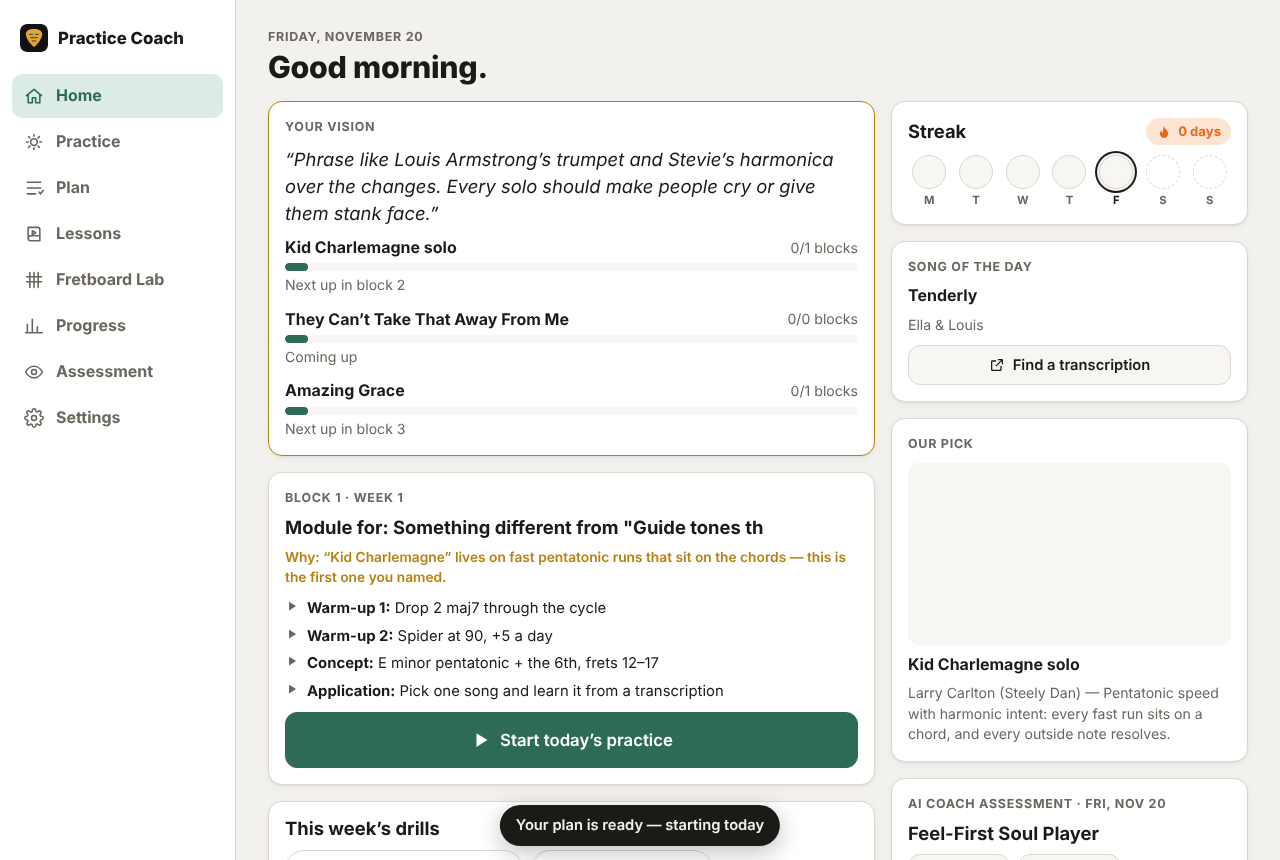 Practice Coach
Home
Practice
Plan
Lessons
Fretboard Lab
Progress
Assessment
Settings
FRIDAY, NOVEMBER 20
Good morning.
YOUR VISION
“Phrase like Louis Armstrong’s trumpet and Stevie’s harmonica
over the changes. Every solo should make people cry or give
them stank face.”
Kid Charlemagne solo
0/1 blocks
Next up in block 2
They Can’t Take That Away From Me
0/0 blocks
Coming up
Amazing Grace
0/1 blocks
Next up in block 3
BLOCK 1 · WEEK 1
Module for: Something different from "Guide tones th
Why: “Kid Charlemagne” lives on fast pentatonic runs that sit on the chords — this is
the first one you named.
Warm-up 1: Drop 2 maj7 through the cycle
Warm-up 2: Spider at 90, +5 a day
Concept: E minor pentatonic + the 6th, frets 12–17
Application: Pick one song and learn it from a transcription
Start today’s practice
This week’s drills
Your plan is ready — starting today
Streak
0 days
M T W T F S S
SONG OF THE DAY
Tenderly
Ella & Louis
Find a transcription
OUR PICK
Kid Charlemagne solo
Larry Carlton (Steely Dan) — Pentatonic speed
with harmonic intent: every fast run sits on a
chord, and every outside note resolves.
AI COACH ASSESSMENT · FRI, NOV 20
Feel-First Soul Player